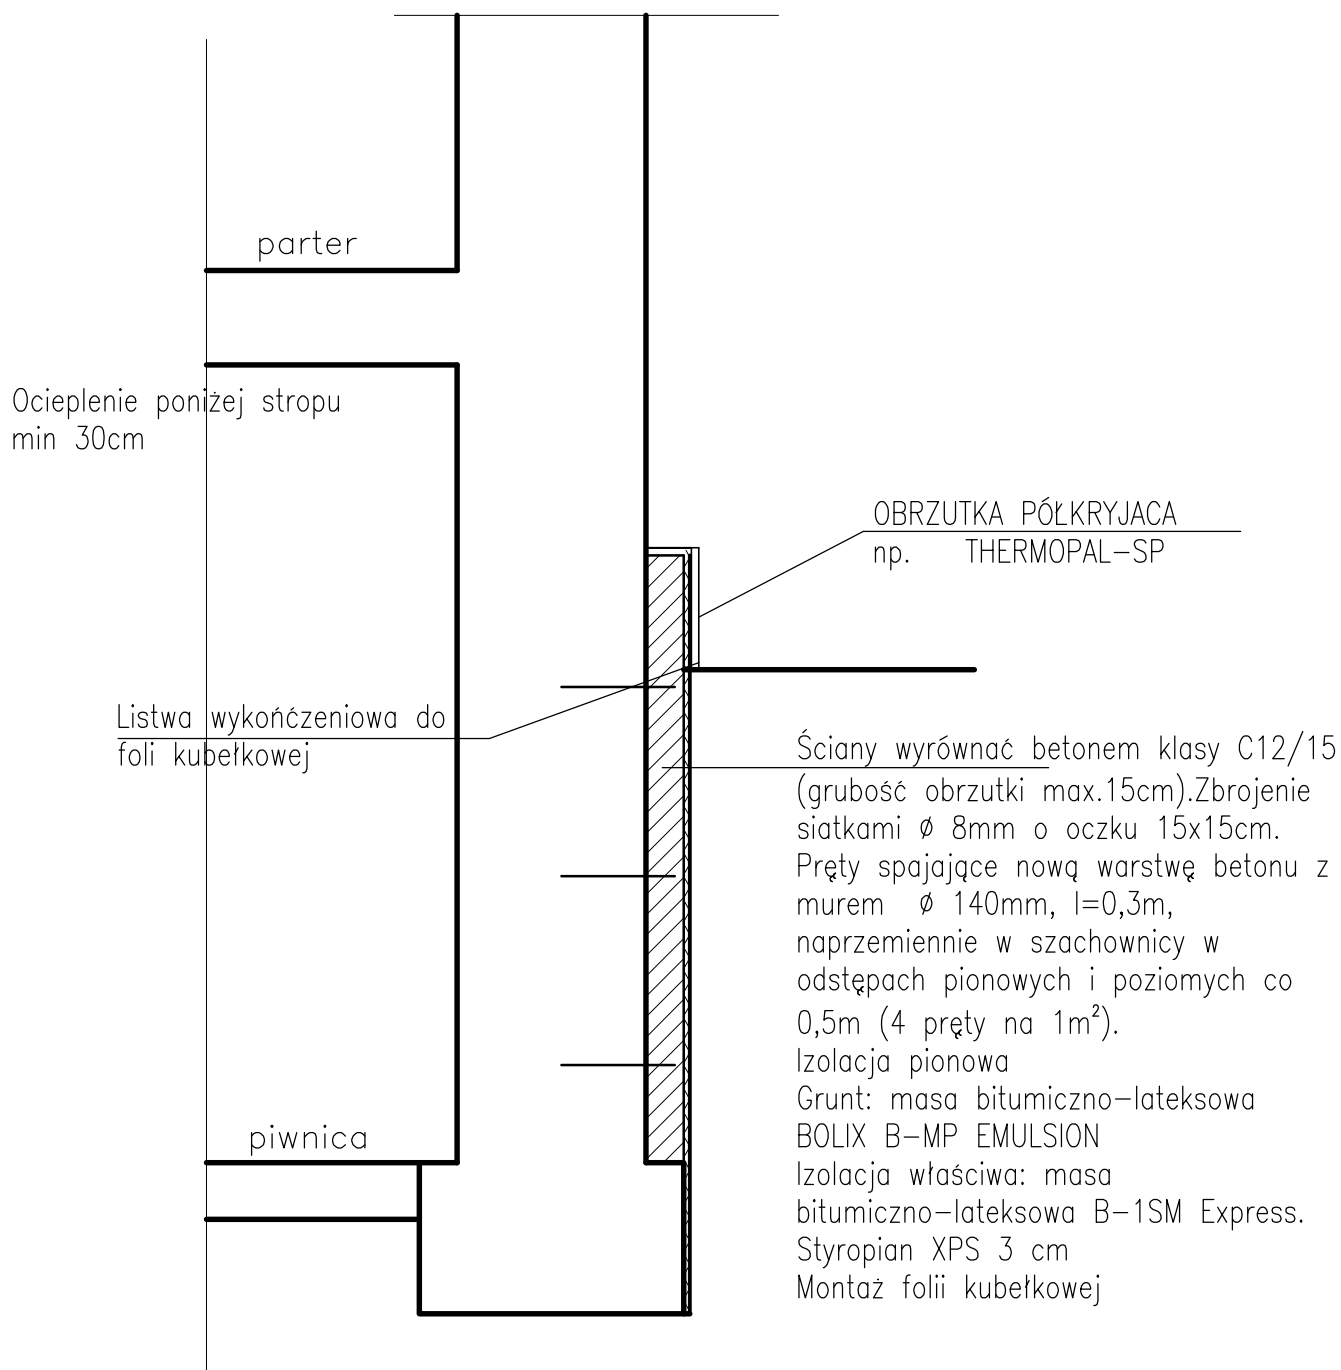 parter
Ocieplenie poniżej stropu
min 30cm
OBRZUTKA PÓŁKRYJACA
np. THERMOPAL-SP
Listwa wykońćzeniowa do
foli kubełkowej
Ściany wyrównać betonem klasy C12/15
(grubość obrzutki max.15cm).Zbrojenie
siatkami ø 8mm o oczku 15x15cm.
Pręty spajające nową warstwę betonu z
murem ø 140mm, l=0,3m,
naprzemiennie w szachownicy w
odstępach pionowych i poziomych co
0,5m (4 pręty na 1m²).
Izolacja pionowa
Grunt: masa bitumiczno-lateksowa
BOLIX B-MP EMULSION
Izolacja właściwa: masa
bitumiczno-lateksowa B-1SM Express.
Styropian XPS 3 cm
Montaż folii kubełkowej
piwnica